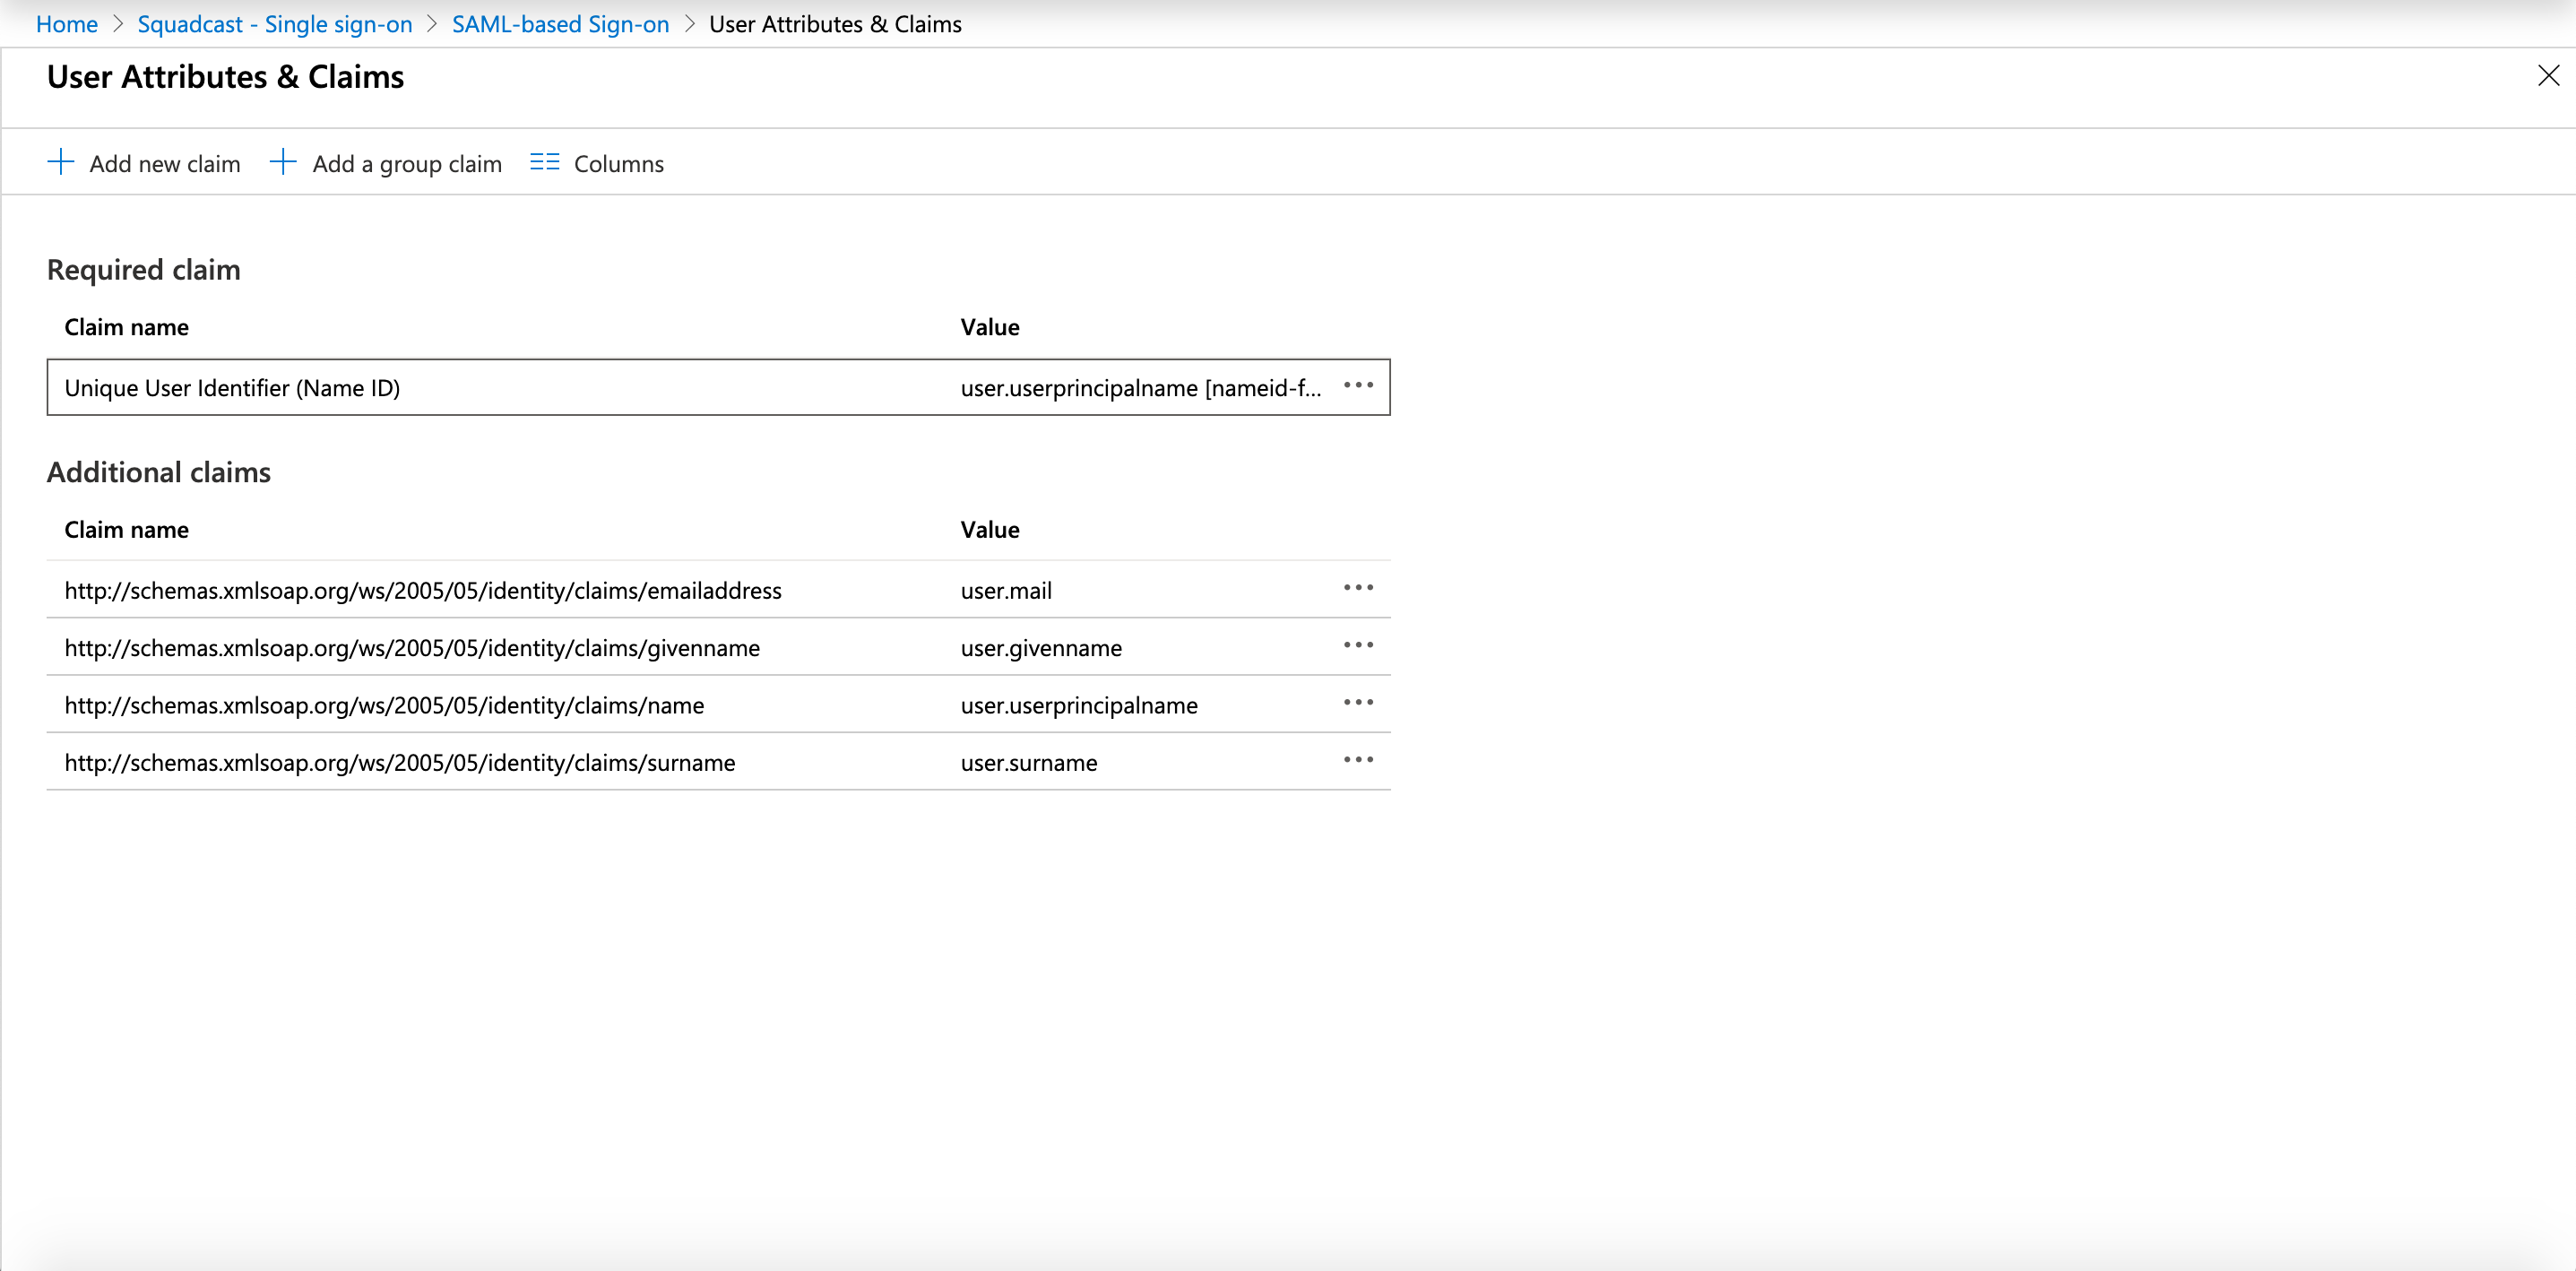 Home > Squadcast - Single sign-on > SAML-based Sign-on > User Attributes & Claims
User Attributes & Claims
Add new claim Add a group claim Columns
Required claim
Claim name Value
Unique User Identifier (Name ID) user.userprincipalname [nameid-f...
Additional claims
Claim name Value
http://schemas.xmlsoap.org/ws/2005/05/identity/claims/emailaddress user.mail
http://schemas.xmlsoap.org/ws/2005/05/identity/claims/givenname user.givenname
http://schemas.xmlsoap.org/ws/2005/05/identity/claims/name user.userprincipalname
http://schemas.xmlsoap.org/ws/2005/05/identity/claims/surname user.surname